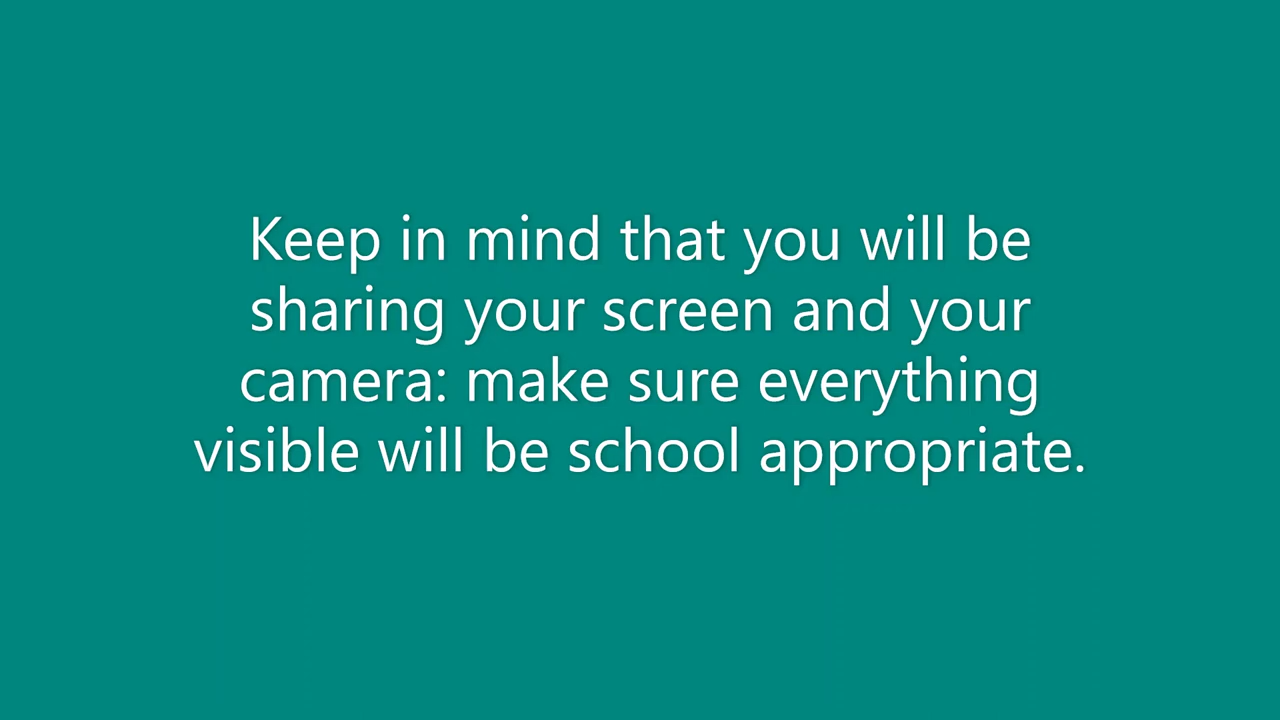 Keep in mind that you will be
sharing your screen and your
camera: make sure everything
visible will be school appropriate.